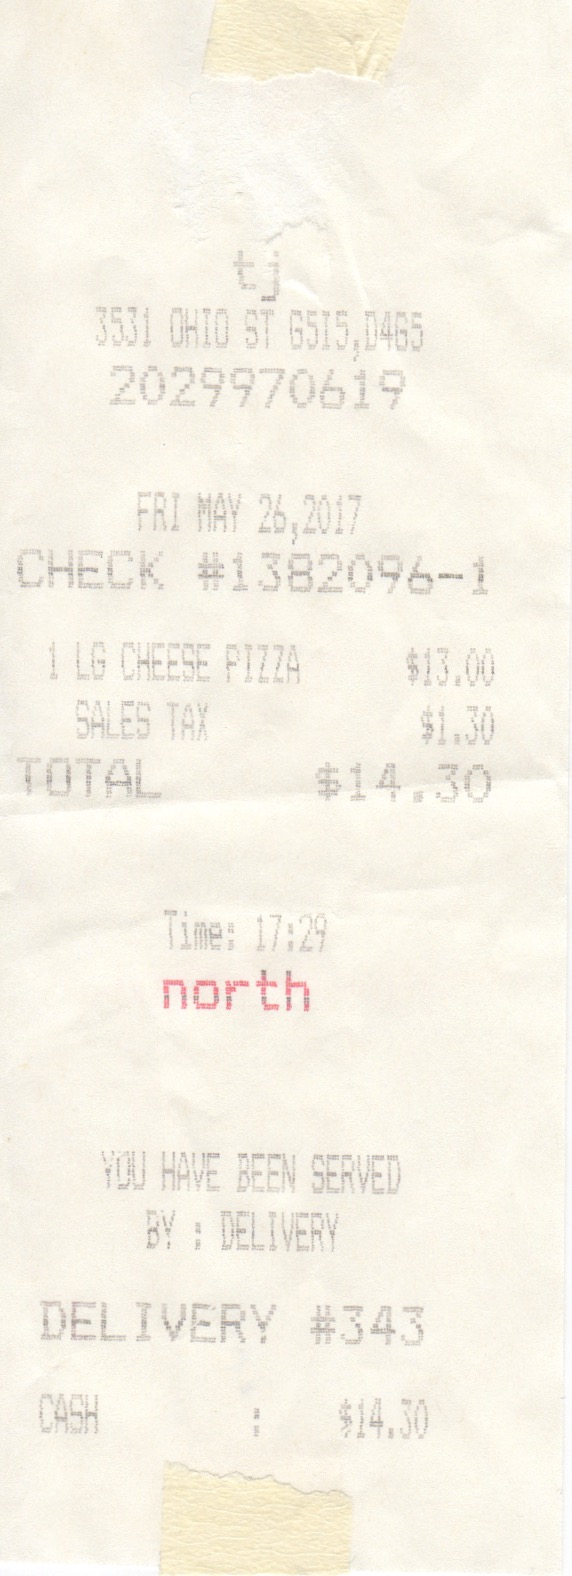 tj
3531 OHIO ST G5I5,D4G5
2029970619
FRI MAY 26,2017
CHECK #1382096-1
1 LG CHEESE PIZZA $13.00
SALES TAX $1.30
TOTAL $14.30
Time: 17:29
north
YOU HAVE BEEN SERVED
BY : DELIVERY
DELIVERY #343
CASH : $14.30